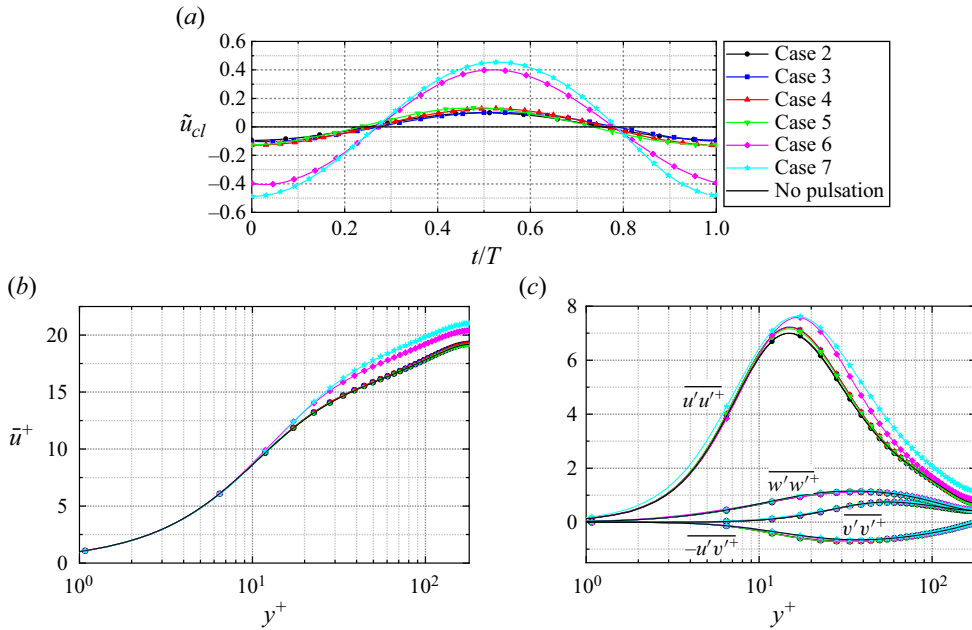 (a)
0.6
0.4
0.2
0
–0.2
–0.4
–0.6
ũcl
0
0.2
0.4
0.6
0.8
1.0
t/T
Case 2
Case 3
Case 4
Case 5
Case 6
Case 7
No pulsation
(b)
20
15
10
5
0
ū+
10⁰
10¹
10²
y+
(c)
8
6
4
2
0
u′u′+
w′w′+
v′v′+
–u′v′+
10⁰
10¹
10²
y+